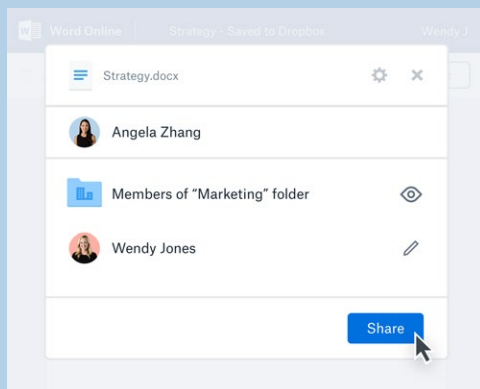 Word Online Strategy - Saved to Dropbox Wendy J
Strategy.docx
Angela Zhang
Members of “Marketing” folder
Wendy Jones
Share